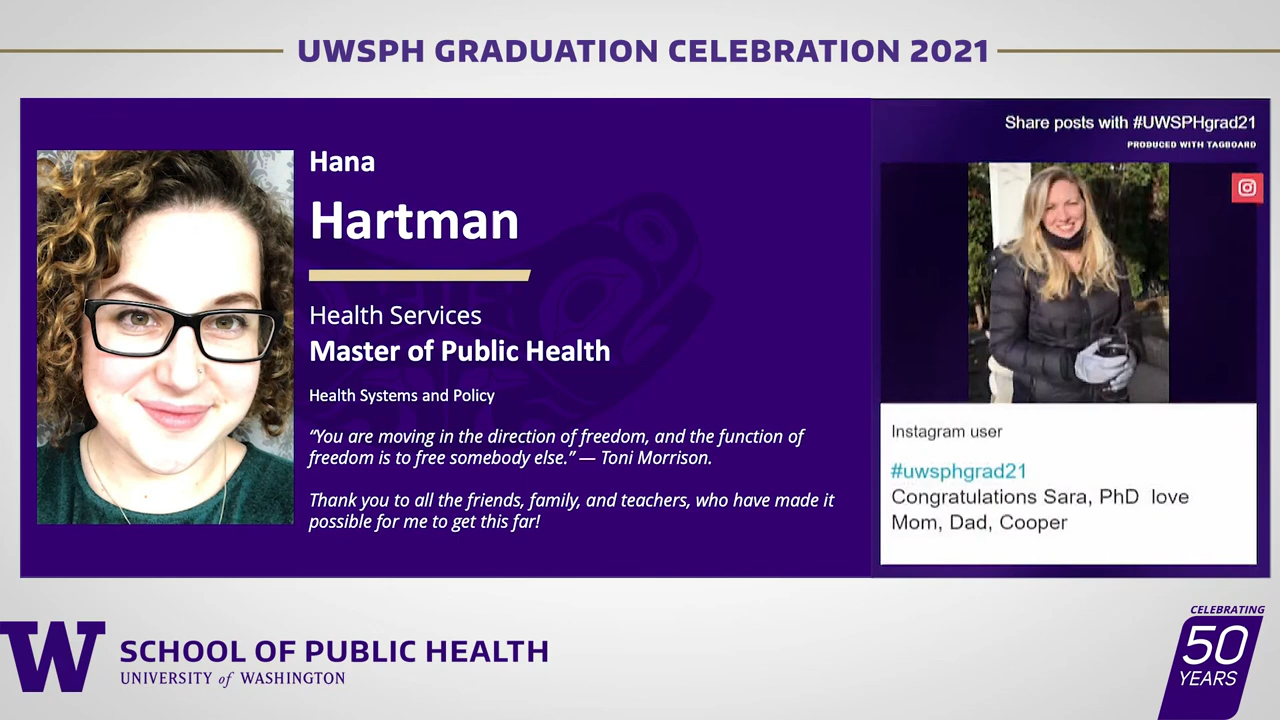 UWSPH GRADUATION CELEBRATION 2021
Hana
Hartman
Health Services
Master of Public Health
Health Systems and Policy
“You are moving in the direction of freedom, and the function of
freedom is to free somebody else.” — Toni Morrison.
Thank you to all the friends, family, and teachers, who have made it
possible for me to get this far!
Share posts with #UWSPHgrad21
PRODUCED WITH TAGBOARD
Instagram user
#uwsphgrad21
Congratulations Sara, PhD love
Mom, Dad, Cooper
W
SCHOOL OF PUBLIC HEALTH
UNIVERSITY of WASHINGTON
CELEBRATING
50
YEARS